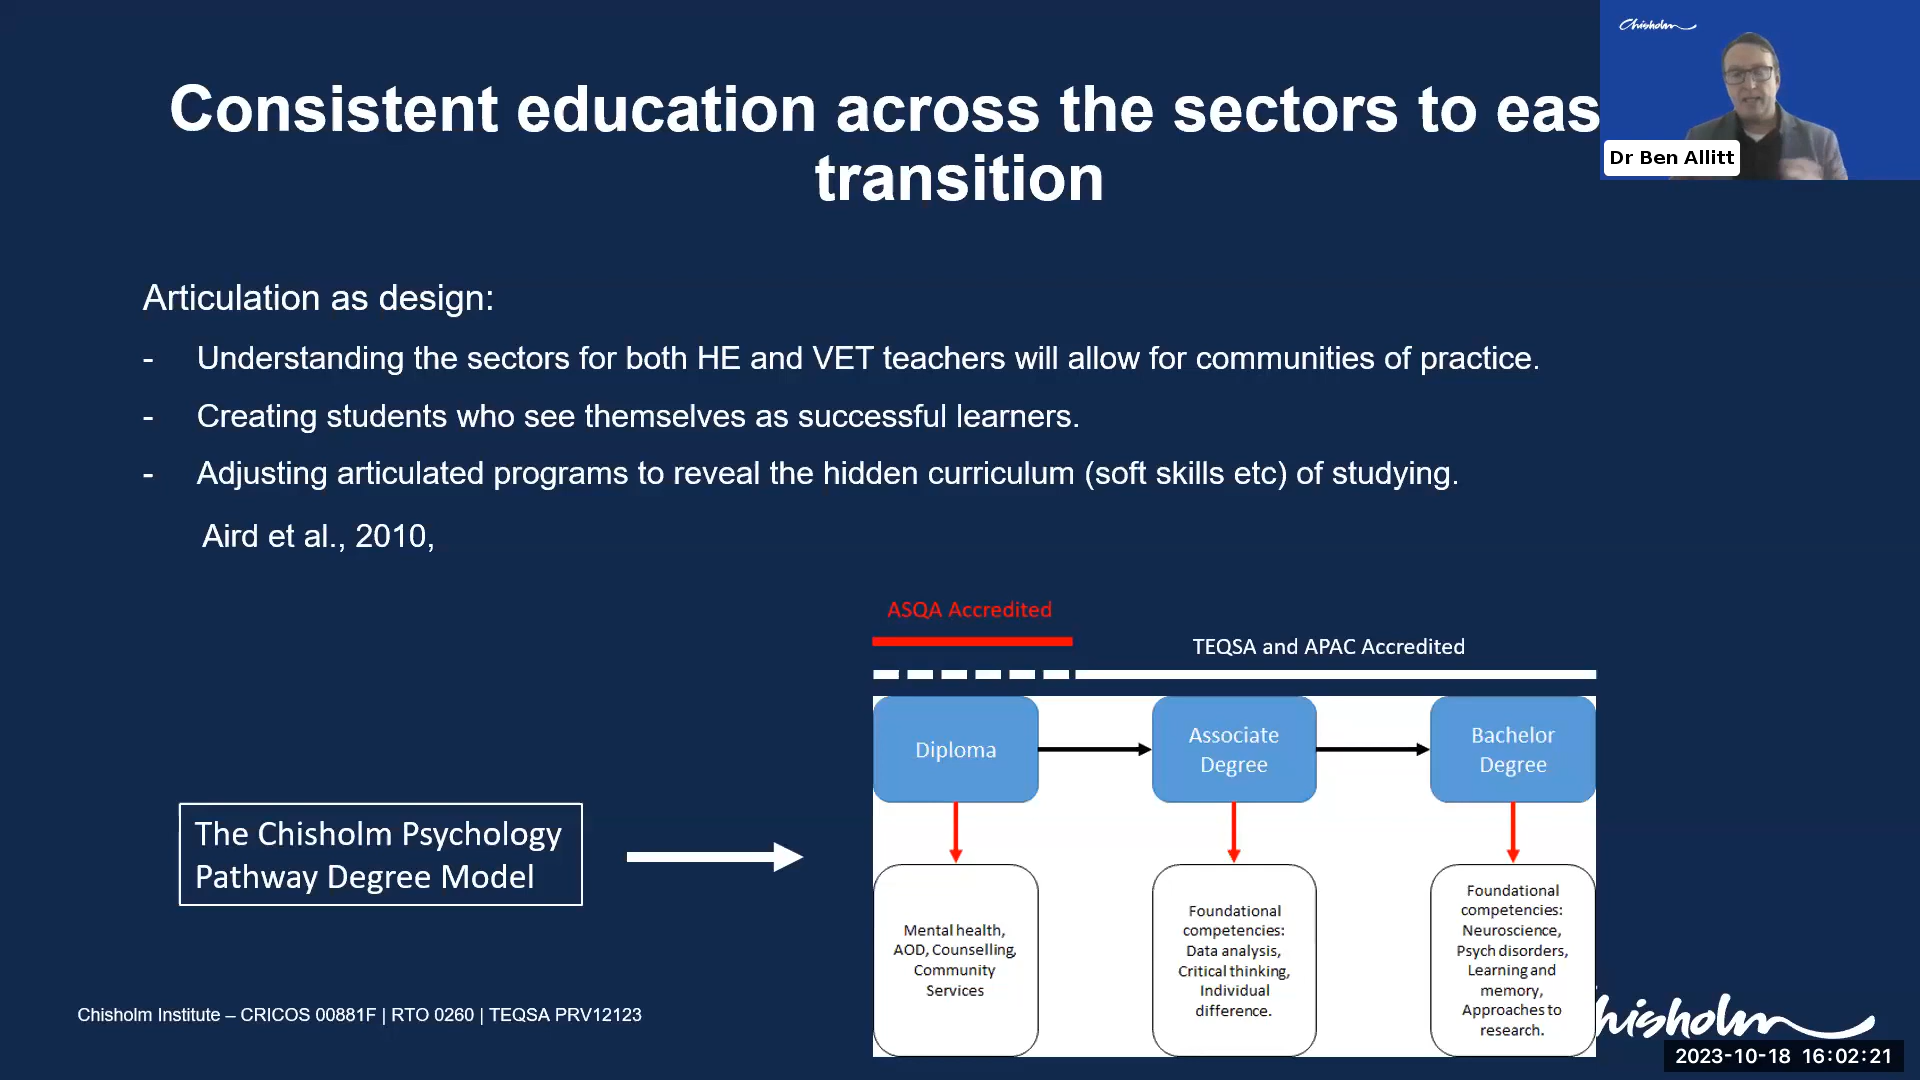 Consistent education across the sectors to eas
transition
Chisholm
Dr Ben Allitt
Articulation as design:
- Understanding the sectors for both HE and VET teachers will allow for communities of practice.
- Creating students who see themselves as successful learners.
- Adjusting articulated programs to reveal the hidden curriculum (soft skills etc) of studying.
Aird et al., 2010,
ASQA Accredited
TEQSA and APAC Accredited
The Chisholm Psychology
Pathway Degree Model
Diploma
Associate
Degree
Bachelor
Degree
Mental health,
AOD, Counselling,
Community
Services
Foundational
competencies:
Data analysis,
Critical thinking,
Individual
difference.
Foundational
competencies:
Neuroscience,
Psych disorders,
Learning and
memory,
Approaches to
research.
Chisholm Institute – CRICOS 00881F | RTO 0260 | TEQSA PRV12123
hisholm
2023-10-18 16:02:21